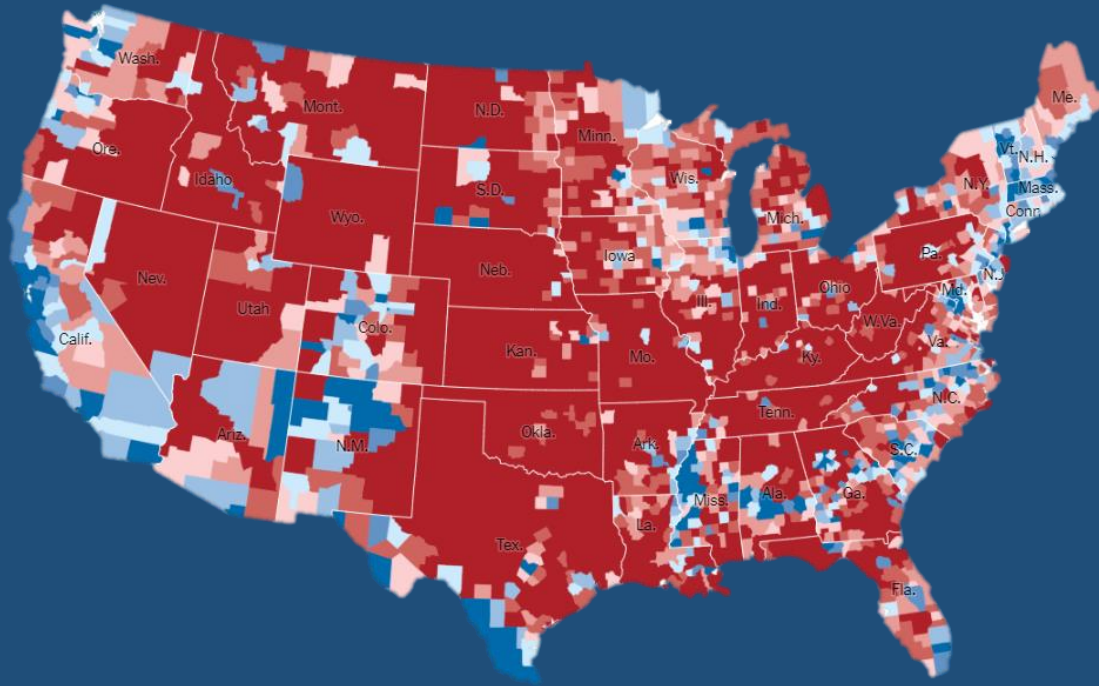 Wash.
Mont.
N.D.
Minn.
Me.
Ore.
Idaho
S.D.
Wis.
Vt.
N.H.
N.Y.
Mass.
Conn.
Wyo.
Mich.
Iowa
Neb.
Pa.
N.J.
Nev.
Utah
Colo.
Ill.
Ind.
Ohio
Md.
W.Va.
Va.
Calif.
Kan.
Mo.
Ky.
Ariz.
N.M.
Okla.
Ark.
Tenn.
N.C.
S.C.
Tex.
La.
Miss.
Ala.
Ga.
Fla.